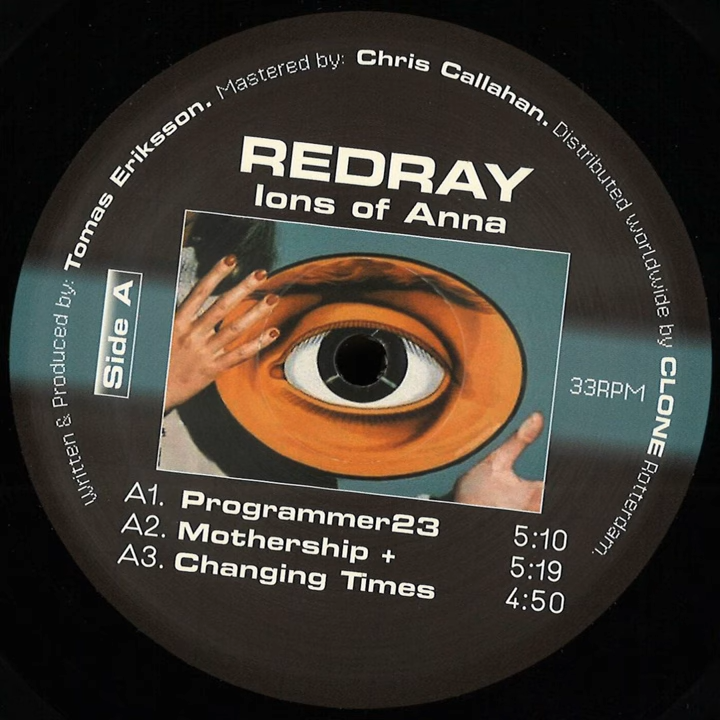 Written & Produced by: Tomas Eriksson. Mastered by: Chris Callahan. Distributed worldwide by CLONE Rotterdam.
REDRAY
Ions of Anna
Side A
33RPM
A1. Programmer23 5:10
A2. Mothership + 5:19
A3. Changing Times 4:50